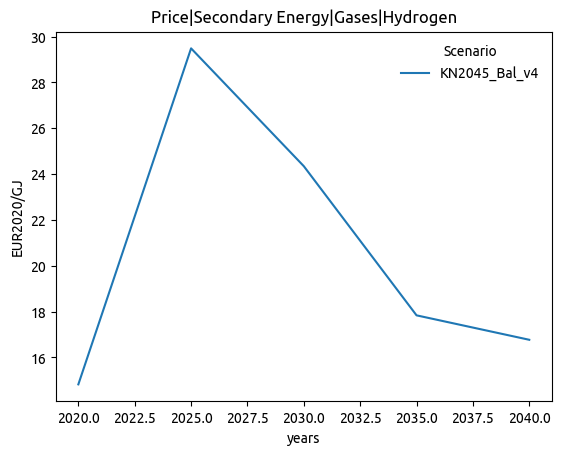 Price|Secondary Energy|Gases|Hydrogen
Scenario
KN2045_Bal_v4
EUR2020/GJ
30
28
26
24
22
20
18
16
2020.0 2022.5 2025.0 2027.5 2030.0 2032.5 2035.0 2037.5 2040.0
years